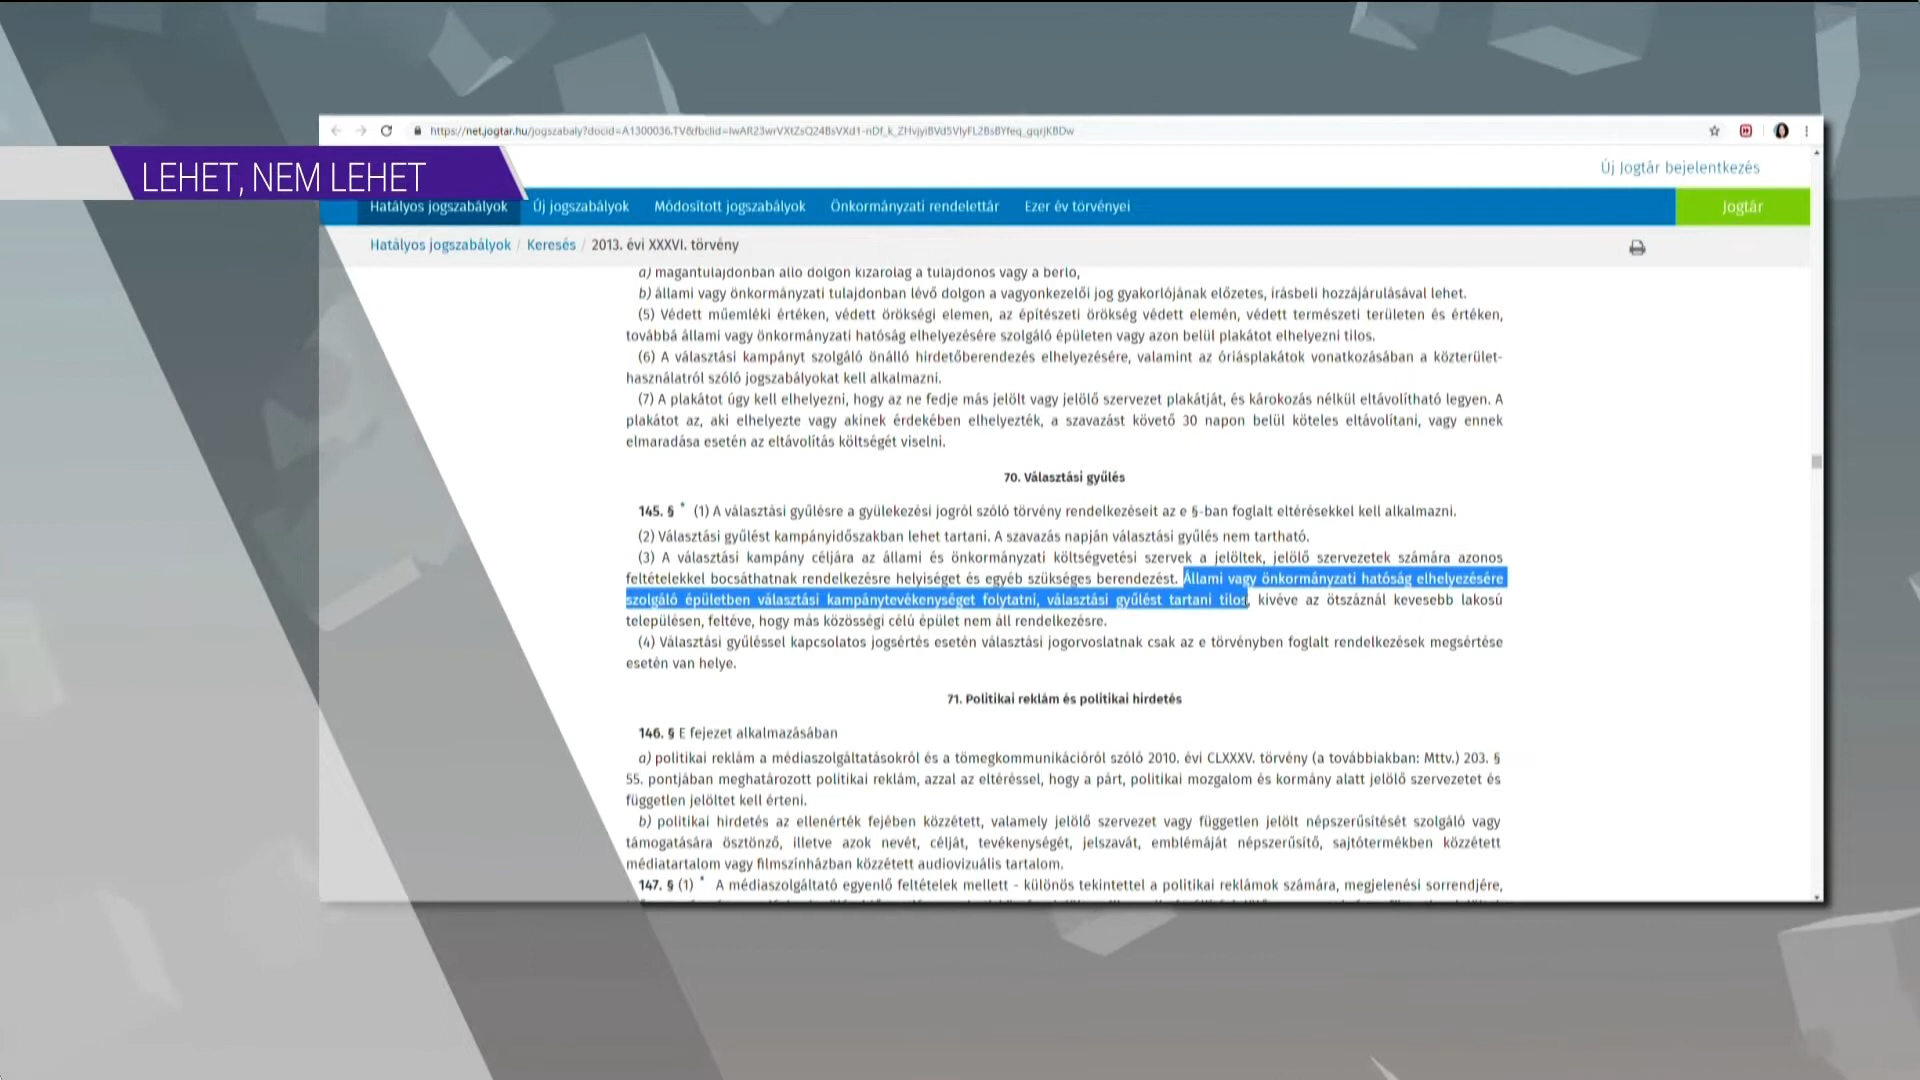 https://net.jogtar.hu/jogszabaly?docid=A1300036.TV&fbclid=
Új Jogtár bejelentkezés
LEHET, NEM LEHET
Hatályos jogszabályok Új jogszabályok Módosított jogszabályok Önkormányzati rendelettár Ezer év törvényei Jogtár
Hatályos jogszabályok / Keresés / 2013. évi XXXVI. törvény
a) magántulajdonban álló dolgon kizárólag a tulajdonos vagy a bérlő,
b) állami vagy önkormányzati tulajdonban lévő dolgon a vagyonkezelői jog gyakorlójának előzetes, írásbeli hozzájárulásával lehet.
(5) Védett műemléki értéken, védett örökségi elemen, az építészeti örökség védett elemén, védett természeti területen és értéken,
továbbá állami vagy önkormányzati hatóság elhelyezésére szolgáló épületen vagy azon belül plakátot elhelyezni tilos.
(6) A választási kampányt szolgáló önálló hirdetőberendezés elhelyezésére, valamint az óriásplakátok vonatkozásában a közterület-
használatról szóló jogszabályokat kell alkalmazni.
(7) A plakátot úgy kell elhelyezni, hogy az ne fedje más jelölt vagy jelölő szervezet plakátját, és károkozás nélkül eltávolítható legyen. A
plakátot az, aki elhelyezte vagy akinek érdekében elhelyezték, a szavazást követő 30 napon belül köteles eltávolítani, vagy ennek
elmaradása esetén az eltávolítás költségét viselni.
70. Választási gyűlés
145. § * (1) A választási gyűlésre a gyülekezési jogról szóló törvény rendelkezéseit az e §-ban foglalt eltérésekkel kell alkalmazni.
(2) Választási gyűlést kampányidőszakban lehet tartani. A szavazás napján választási gyűlés nem tartható.
(3) A választási kampány céljára az állami és önkormányzati költségvetési szervek a jelöltek, jelölő szervezetek számára azonos
feltételekkel bocsáthatnak rendelkezésre helyiséget és egyéb szükséges berendezést. Állami vagy önkormányzati hatóság elhelyezésére
szolgáló épületben választási kampánytevékenységet folytatni, választási gyűlést tartani tilos, kivéve az ötszáznál kevesebb lakosú
településen, feltéve, hogy más közösségi célú épület nem áll rendelkezésre.
(4) Választási gyűléssel kapcsolatos jogsértés esetén választási jogorvoslatnak csak az e törvényben foglalt rendelkezések megsértése
esetén van helye.
71. Politikai reklám és politikai hirdetés
146. § E fejezet alkalmazásában
a) politikai reklám a médiaszolgáltatásokról és a tömegkommunikációról szóló 2010. évi CLXXXV. törvény (a továbbiakban: Mttv.) 203. §
55. pontjában meghatározott politikai reklám, azzal az eltéréssel, hogy a párt, politikai mozgalom és kormány alatt jelölő szervezetet és
független jelöltet kell érteni.
b) politikai hirdetés az ellenérték fejében közzétett, valamely jelölő szervezet vagy független jelölt népszerűsítését szolgáló vagy
támogatására ösztönző, illetve azok nevét, célját, tevékenységét, jelszavát, emblémáját népszerűsítő, sajtótermékben közzétett
médiatartalom vagy filmszínházban közzétett audiovizuális tartalom.
147. § (1) * A médiaszolgáltató egyenlő feltételek mellett - különös tekintettel a politikai reklámok számára, megjelenési sorrendjére,